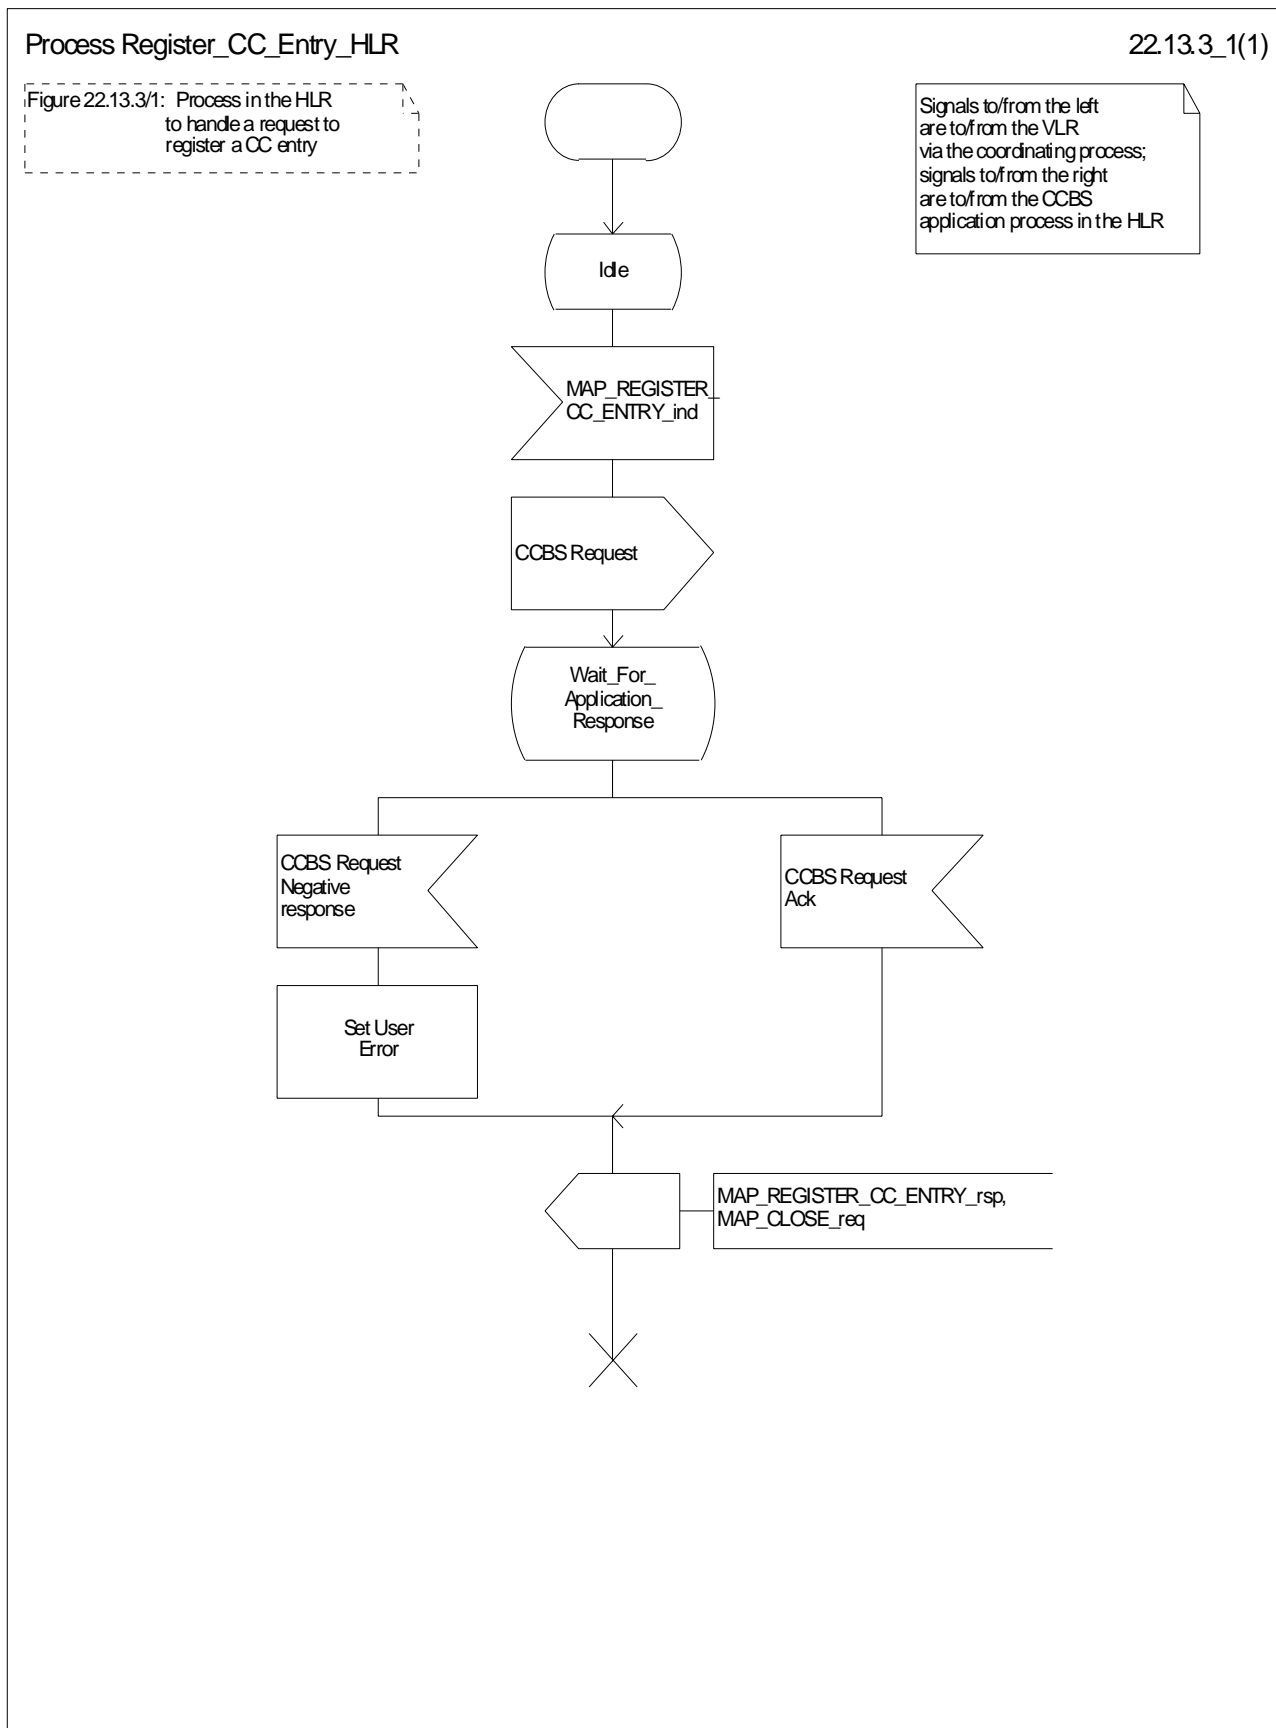 Process Register_CC_Entry_HLR
22.13.3_1(1)
Figure 22.13.3/1: Process in the HLR
to handle a request to
register a CC entry
Signals to/from the left
are to/from the VLR
via the coordinating process;
signals to/from the right
are to/from the CCBS
application process in the HLR
Idle
MAP_REGISTER_
CC_ENTRY_ind
CCBS Request
Wait_For_
Application_
Response
CCBS Request
Negative
response
CCBS Request
Ack
Set User
Error
MAP_REGISTER_CC_ENTRY_rsp,
MAP_CLOSE_req